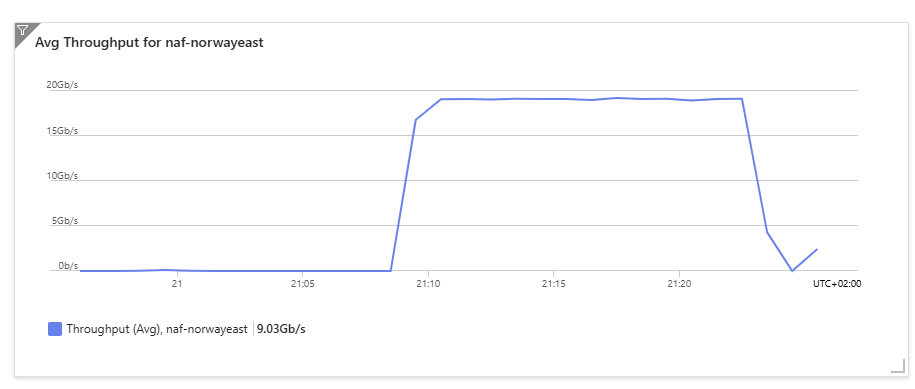 Avg Throughput for naf-norwayeast
20Gb/s
15Gb/s
10Gb/s
5Gb/s
0b/s
21 21:05 21:10 21:15 21:20 UTC+02:00
Throughput (Avg), naf-norwayeast 9.03Gb/s